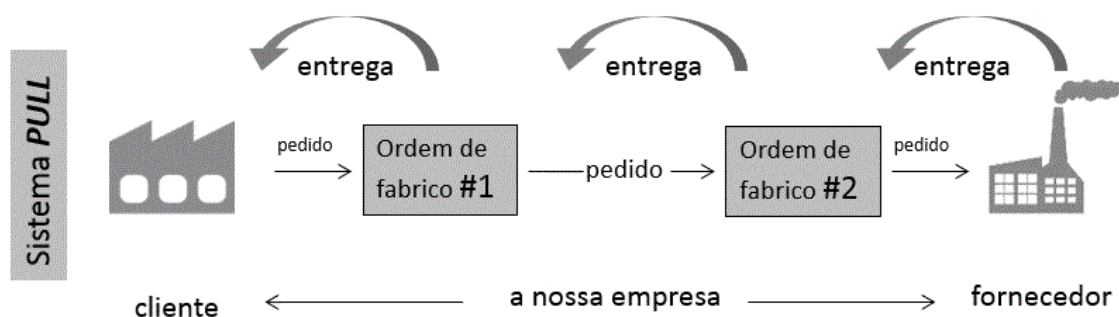 Sistema PULL
entrega
entrega
entrega
pedido
Ordem de
fabrico #1
pedido
Ordem de
fabrico #2
pedido
cliente
a nossa empresa
fornecedor